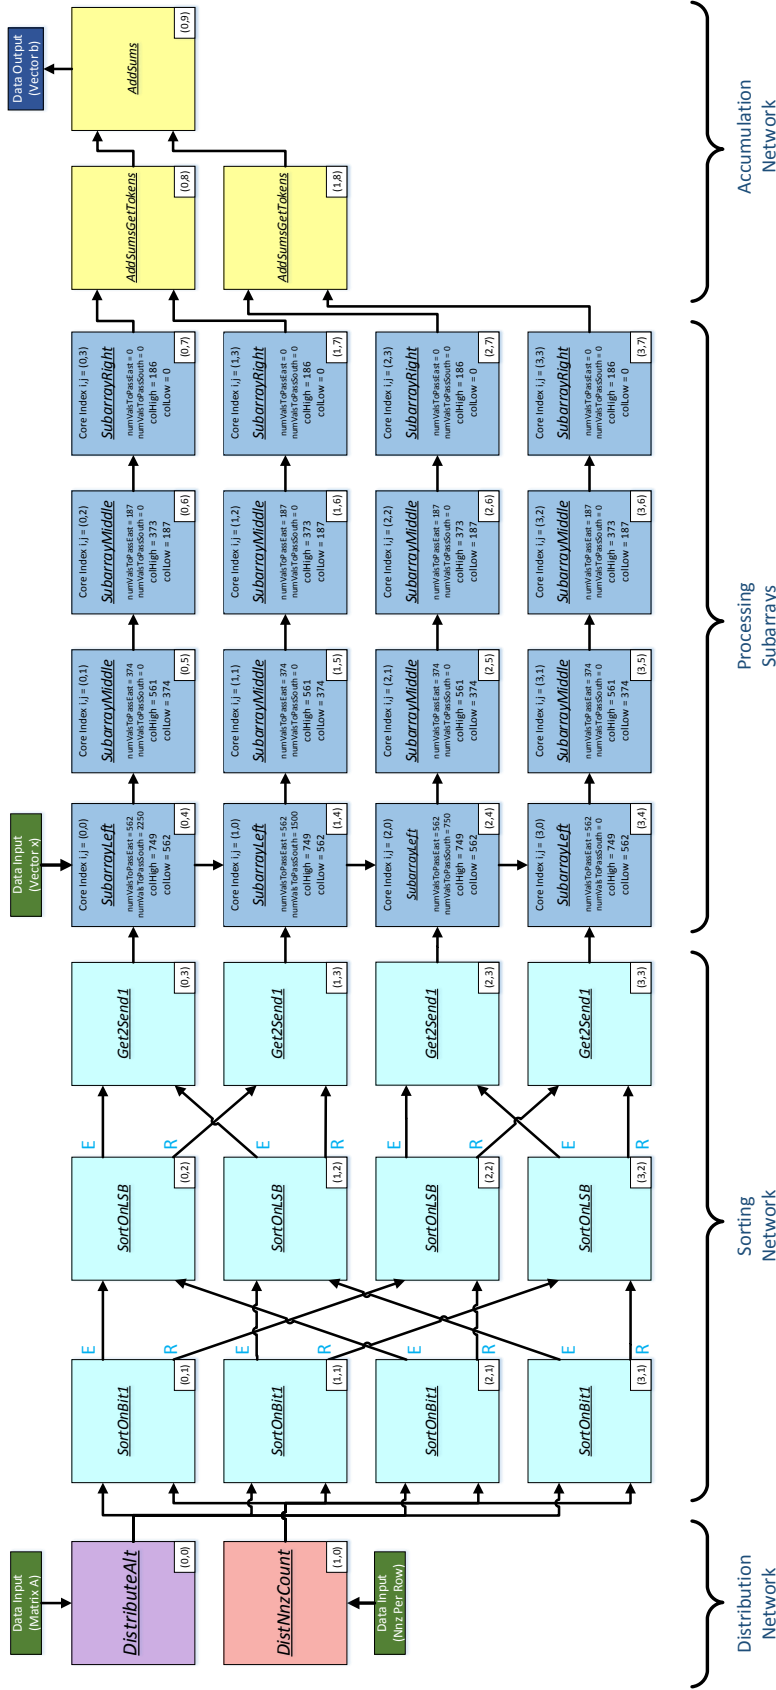 Data Input
(Matrix A)
DistributeAlt
(0,0)
DistNnzCount
(1,0)
Data Input
(Nnz Per Row)
SortOnBit1
(0,1)
E
R
SortOnBit1
(1,1)
E
R
SortOnBit1
(2,1)
E
R
SortOnBit1
(3,1)
E
R
SortOnLSB
(0,2)
E
R
SortOnLSB
(1,2)
E
R
SortOnLSB
(2,2)
E
R
SortOnLSB
(3,2)
E
R
Get2Send1
(0,3)
Get2Send1
(1,3)
Get2Send1
(2,3)
Get2Send1
(3,3)
Data Input
(Vector x)
Core Index i,j = (0,0)
SubarrayLeft
numValsToPassEast = 562
numValsToPassSouth = 2250
colHigh = 749
colLow = 562
(0,4)
Core Index i,j = (1,0)
SubarrayLeft
numValsToPassEast = 562
numValsToPassSouth = 1500
colHigh = 749
colLow = 562
(1,4)
Core Index i,j = (2,0)
SubarrayLeft
numValsToPassEast = 562
numValsToPassSouth = 750
colHigh = 749
colLow = 562
(2,4)
Core Index i,j = (3,0)
SubarrayLeft
numValsToPassEast = 562
numValsToPassSouth = 0
colHigh = 749
colLow = 562
(3,4)
Core Index i,j = (0,1)
SubarrayMiddle
numValsToPassEast = 374
numValsToPassSouth = 0
colHigh = 561
colLow = 374
(0,5)
Core Index i,j = (1,1)
SubarrayMiddle
numValsToPassEast = 374
numValsToPassSouth = 0
colHigh = 561
colLow = 374
(1,5)
Core Index i,j = (2,1)
SubarrayMiddle
numValsToPassEast = 374
numValsToPassSouth = 0
colHigh = 561
colLow = 374
(2,5)
Core Index i,j = (3,1)
SubarrayMiddle
numValsToPassEast = 374
numValsToPassSouth = 0
colHigh = 561
colLow = 374
(3,5)
Core Index i,j = (0,2)
SubarrayMiddle
numValsToPassEast = 187
numValsToPassSouth = 0
colHigh = 373
colLow = 187
(0,6)
Core Index i,j = (1,2)
SubarrayMiddle
numValsToPassEast = 187
numValsToPassSouth = 0
colHigh = 373
colLow = 187
(1,6)
Core Index i,j = (2,2)
SubarrayMiddle
numValsToPassEast = 187
numValsToPassSouth = 0
colHigh = 373
colLow = 187
(2,6)
Core Index i,j = (3,2)
SubarrayMiddle
numValsToPassEast = 187
numValsToPassSouth = 0
colHigh = 373
colLow = 187
(3,6)
Core Index i,j = (0,3)
SubarrayRight
numValsToPassEast = 0
numValsToPassSouth = 0
colHigh = 186
colLow = 0
(0,7)
Core Index i,j = (1,3)
SubarrayRight
numValsToPassEast = 0
numValsToPassSouth = 0
colHigh = 186
colLow = 0
(1,7)
Core Index i,j = (2,3)
SubarrayRight
numValsToPassEast = 0
numValsToPassSouth = 0
colHigh = 186
colLow = 0
(2,7)
Core Index i,j = (3,3)
SubarrayRight
numValsToPassEast = 0
numValsToPassSouth = 0
colHigh = 186
colLow = 0
(3,7)
AddSumsGetTokens
(0,8)
AddSumsGetTokens
(1,8)
Data Output
(Vector b)
AddSums
(0,9)
Distribution
Network
Sorting
Network
Processing
Subarrays
Accumulation
Network